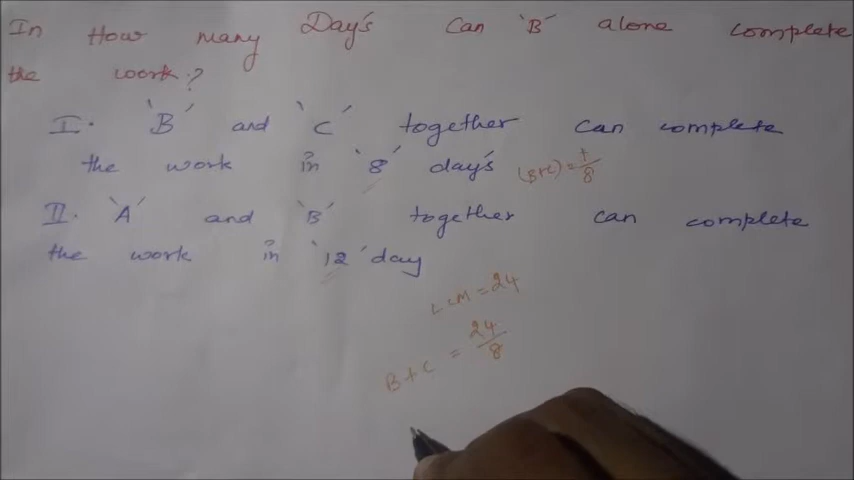 In How many Day's Can 'B' alone complete
the work?
I. 'B' and 'C' together can complete
the work in '8' day's (B+C) = 1/8
II. 'A' and 'B' together can complete
the work in '12' day
LCM = 24
B + C = 24/8